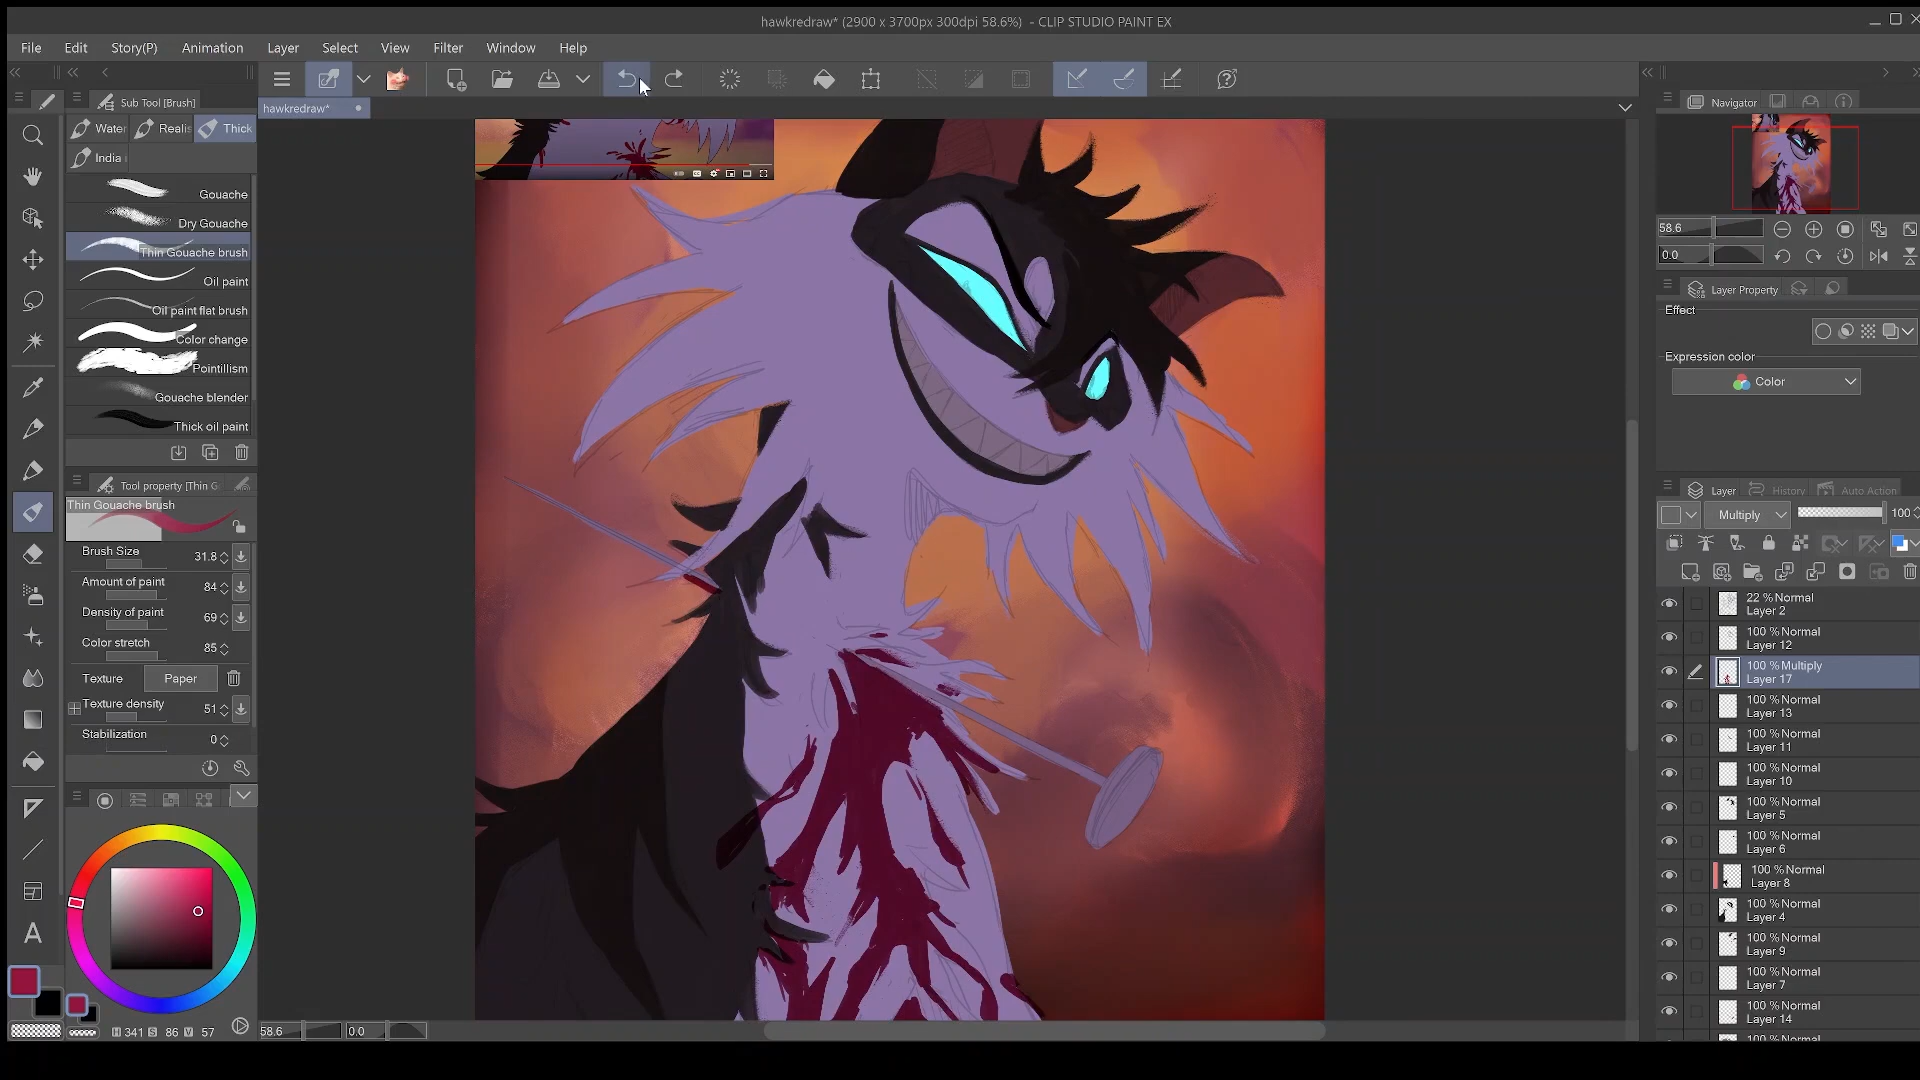 hawkredraw* (2900 x 3700px 300dpi 58.6%) - CLIP STUDIO PAINT EX
File Edit Story(P) Animation Layer Select View Filter Window Help
Sub Tool [Brush]
hawkredraw*
Navigator
Water Realis Thick
India
Gouache
Dry Gouache
Thin Gouache brush
Oil paint
Oil paint flat brush
Color change
Pointillism
Gouache blender
Thick oil paint
Tool property [Thin G
Thin Gouache brush
Brush Size 31.8
Amount of paint 84
Density of paint 69
Color stretch 85
Texture Paper
Texture density 51
Stabilization 0
H 341 S 86 V 57
58.6 0.0
58.6
0.0
Layer Property
Effect
Expression color
Color
Layer History Auto Action
Multiply 100
22 % Normal
Layer 2
100 % Normal
Layer 12
100 % Multiply
Layer 17
100 % Normal
Layer 13
100 % Normal
Layer 11
100 % Normal
Layer 10
100 % Normal
Layer 5
100 % Normal
Layer 6
100 % Normal
Layer 8
100 % Normal
Layer 4
100 % Normal
Layer 9
100 % Normal
Layer 7
100 % Normal
Layer 14
100 % Normal